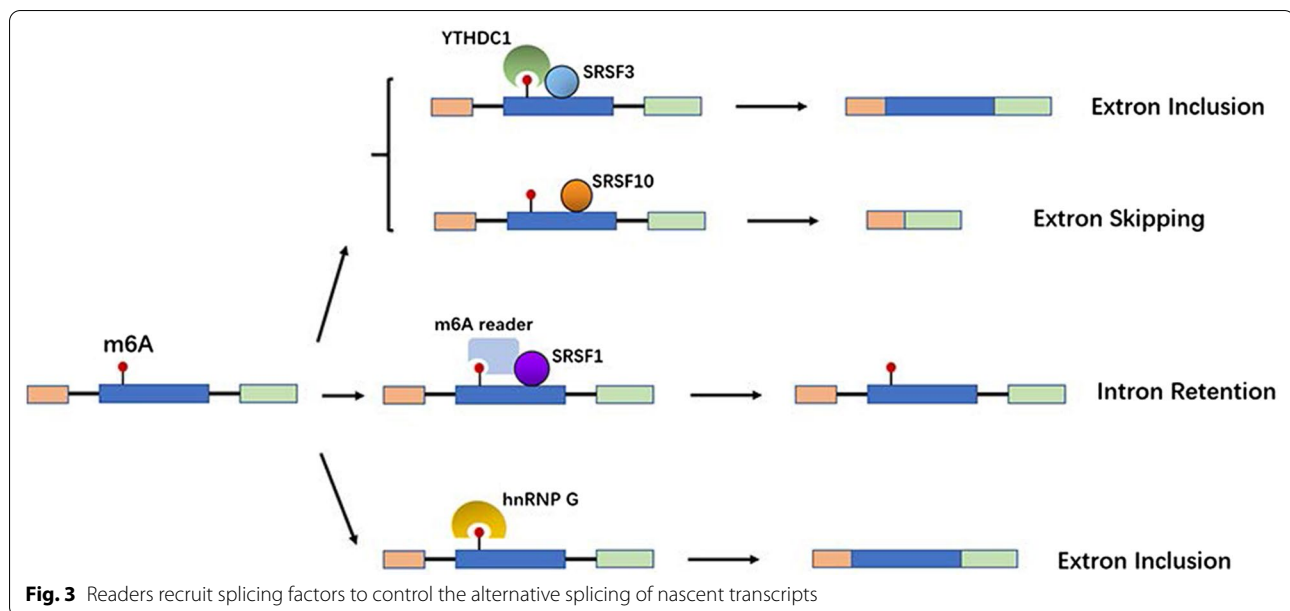 YTHDC1
SRSF3
Extron Inclusion
SRSF10
Extron Skipping
m6A
m6A reader
SRSF1
Intron Retention
hnRNP G
Extron Inclusion
Fig. 3 Readers recruit splicing factors to control the alternative splicing of nascent transcripts